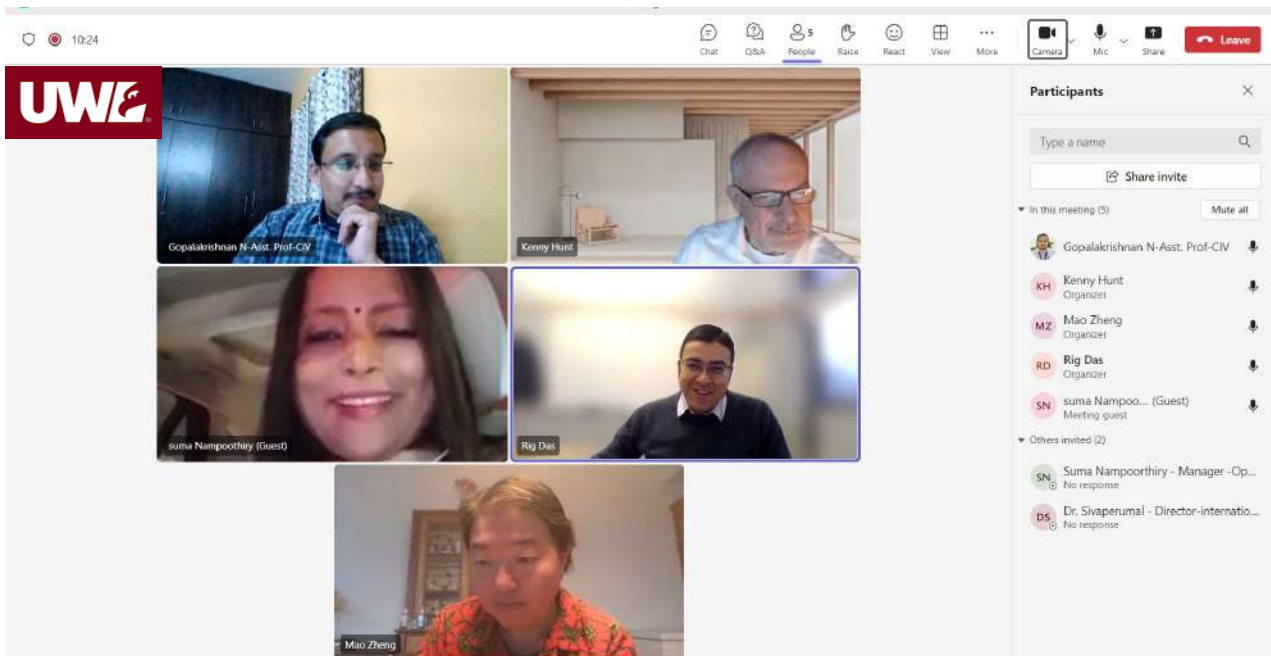 10:24
Chat
Q&A
5
People
Raise
React
View
More
Camera
Mic
Share
Leave
UW
Gopalakrishnan N-Asst. Prof-CIV
Kenny Hunt
suma Nampoothiry (Guest)
Rig Das
Mao Zheng
Participants
Type a name
Share invite
In this meeting (5)
Mute all
Gopalakrishnan N-Asst. Prof-CIV
KH
Kenny Hunt
Organizer
MZ
Mao Zheng
Organizer
RD
Rig Das
Organizer
SN
suma Nampoo... (Guest)
Meeting guest
Others invited (2)
SN
Suma Nampoorthiry - Manager -Op...
No response
DS
Dr. Sivaperumal - Director-internatio...
No response